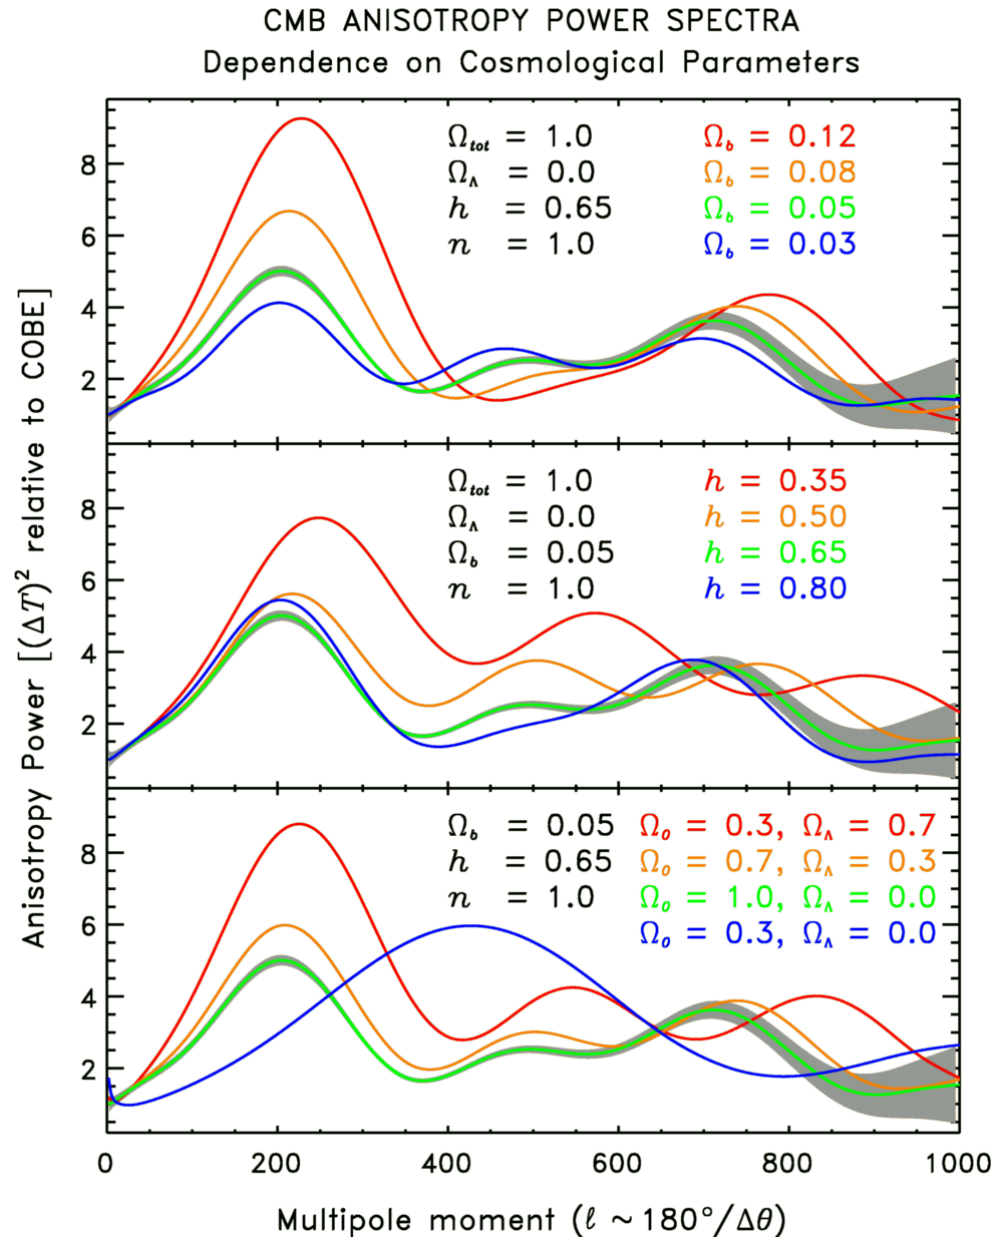 CMB ANISOTROPY POWER SPECTRA
Dependence on Cosmological Parameters
Anisotropy Power [(ΔT)² relative to COBE]
8
6
4
2
Ω_tot = 1.0
Ω_Λ = 0.0
h = 0.65
n = 1.0
Ω_b = 0.12
Ω_b = 0.08
Ω_b = 0.05
Ω_b = 0.03
8
6
4
2
Ω_tot = 1.0
Ω_Λ = 0.0
Ω_b = 0.05
n = 1.0
h = 0.35
h = 0.50
h = 0.65
h = 0.80
8
6
4
2
Ω_b = 0.05
h = 0.65
n = 1.0
Ω_0 = 0.3, Ω_Λ = 0.7
Ω_0 = 0.7, Ω_Λ = 0.3
Ω_0 = 1.0, Ω_Λ = 0.0
Ω_0 = 0.3, Ω_Λ = 0.0
0 200 400 600 800 1000
Multipole moment (ℓ ~ 180°/Δθ)